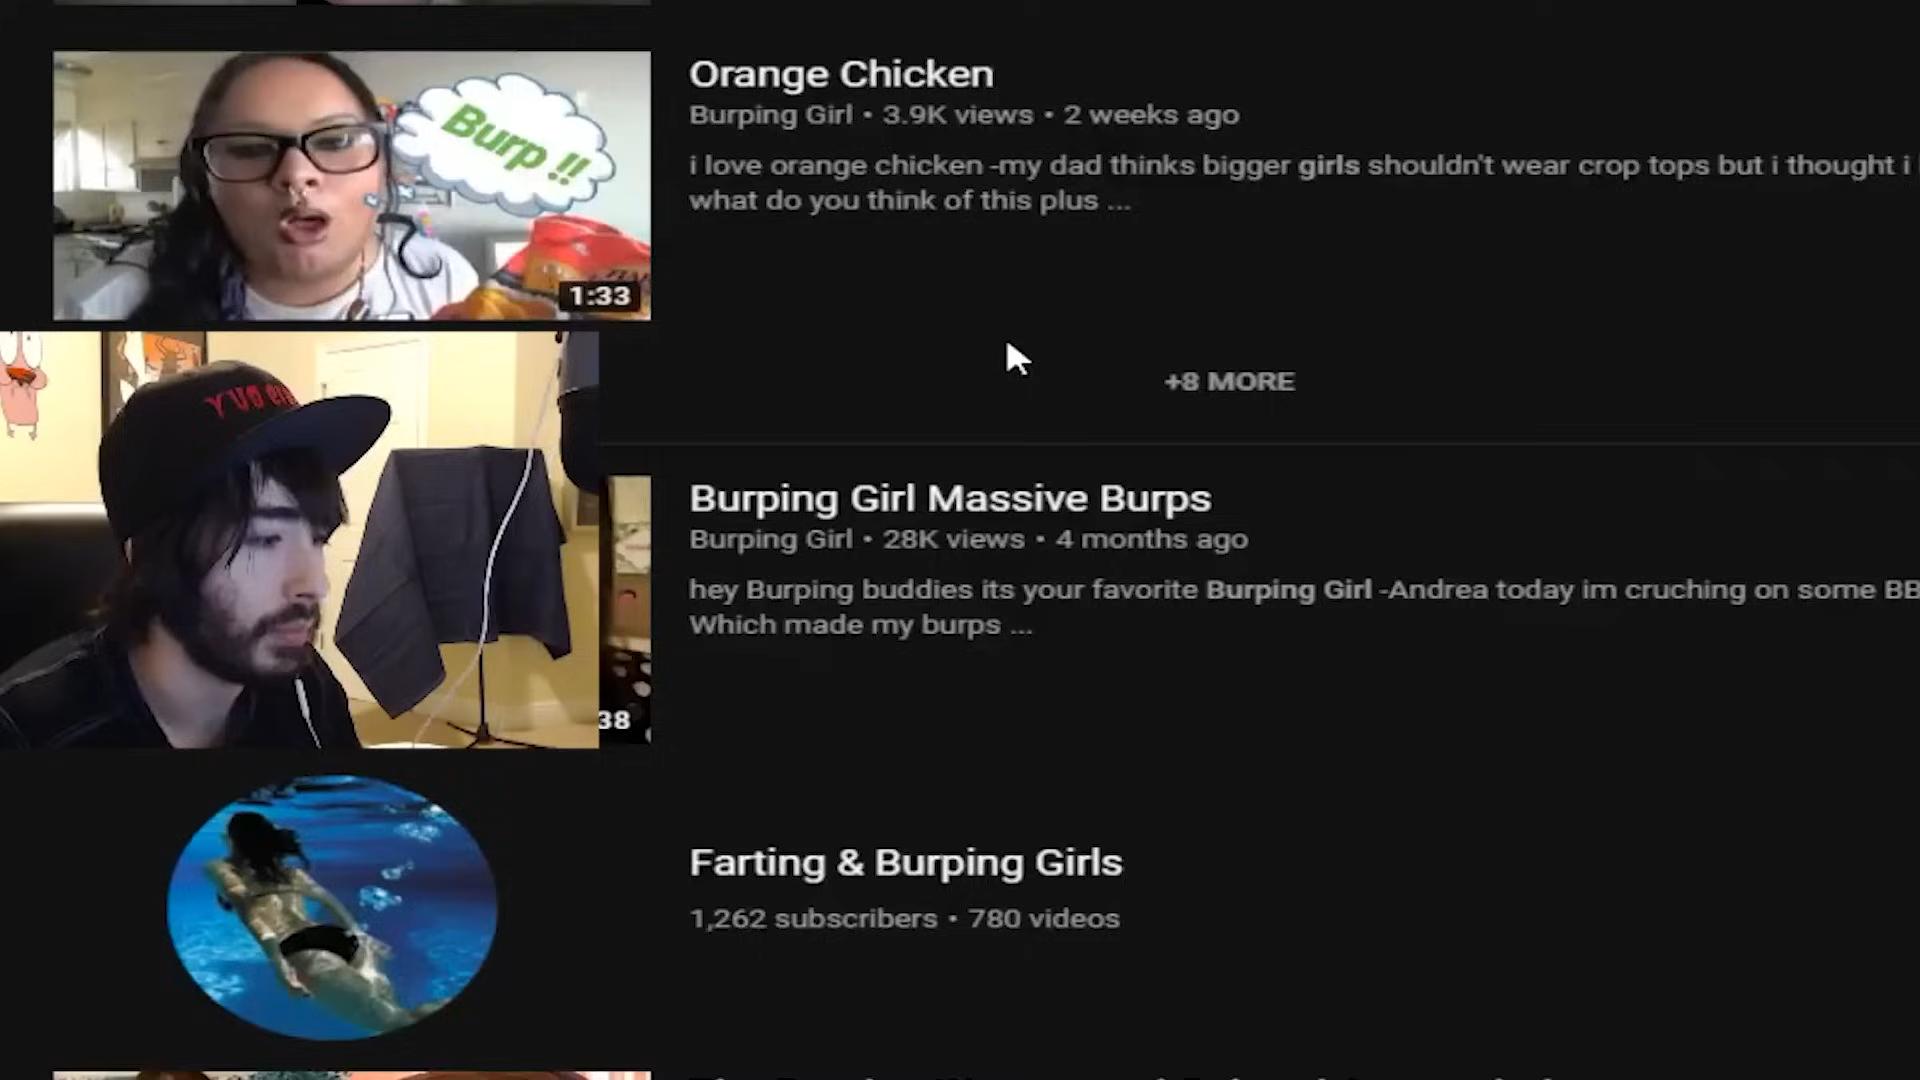 Orange Chicken
Burping Girl • 3.9K views • 2 weeks ago
i love orange chicken -my dad thinks bigger girls shouldn't wear crop tops but i thought i
what do you think of this plus ...
Burp !!
1:33
+8 MORE
Burping Girl Massive Burps
Burping Girl • 28K views • 4 months ago
hey Burping buddies its your favorite Burping Girl -Andrea today im cruching on some BB
Which made my burps ...
38
Farting & Burping Girls
1,262 subscribers • 780 videos